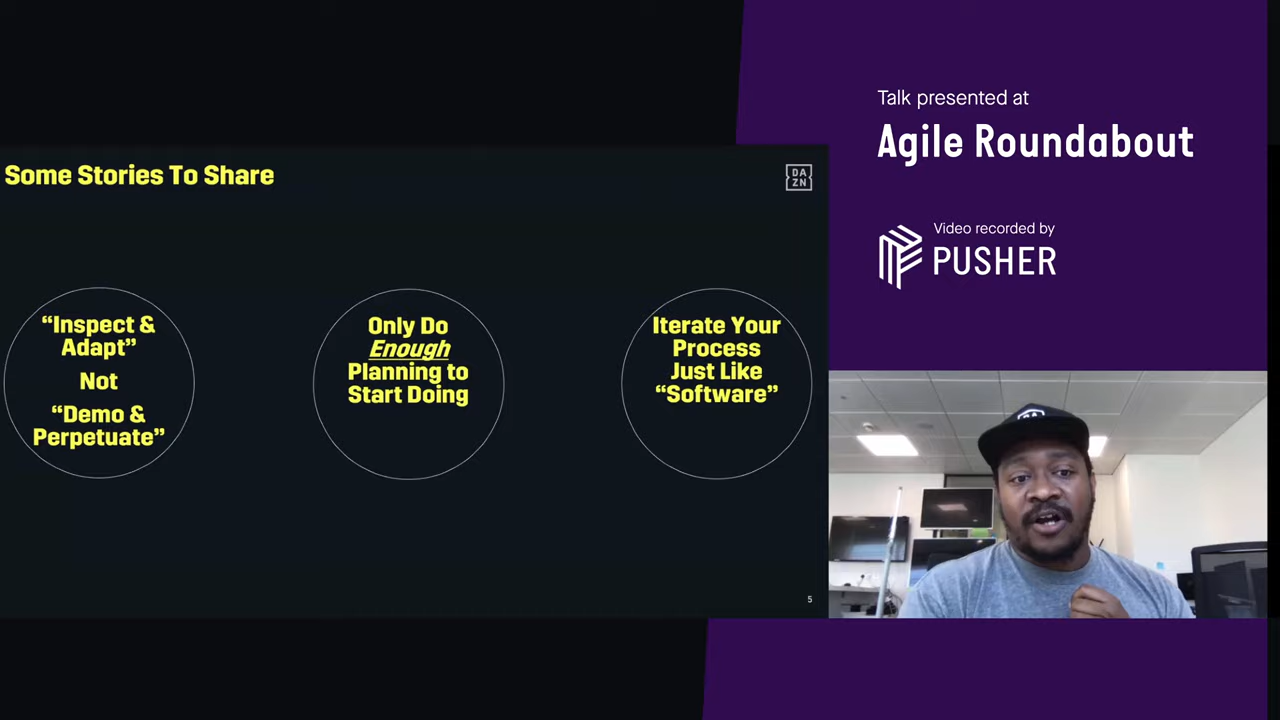 Talk presented at
Agile Roundabout
Video recorded by
PUSHER
Some Stories To Share
DA
ZN
“Inspect &
Adapt”
Not
“Demo &
Perpetuate”
Only Do
Enough
Planning to
Start Doing
Iterate Your
Process
Just Like
“Software”
5